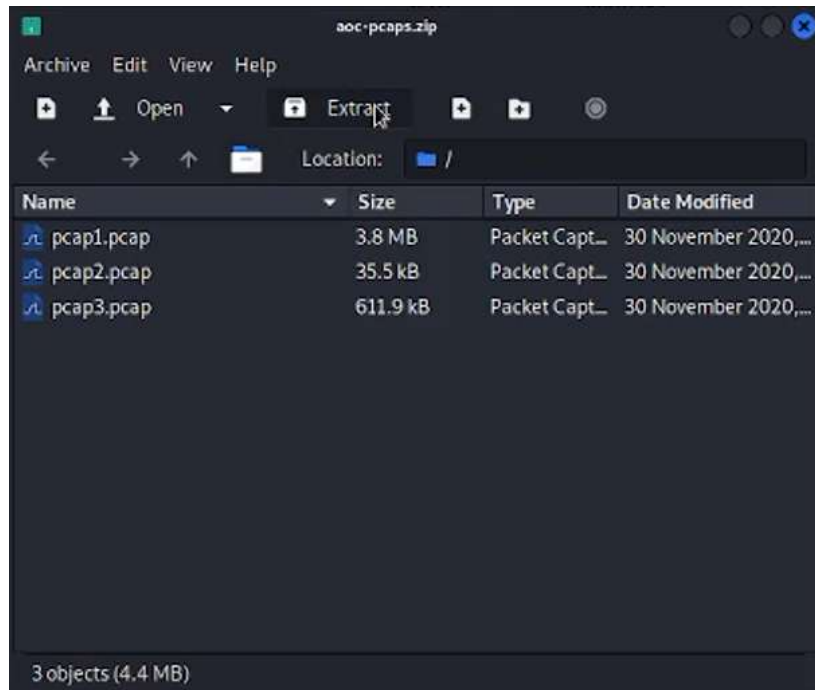 aoc-pcaps.zip
Archive Edit View Help
Open Extract
Location: /
Name Size Type Date Modified
pcap1.pcap 3.8 MB Packet Capt... 30 November 2020,...
pcap2.pcap 35.5 kB Packet Capt... 30 November 2020,...
pcap3.pcap 611.9 kB Packet Capt... 30 November 2020,...
3 objects (4.4 MB)